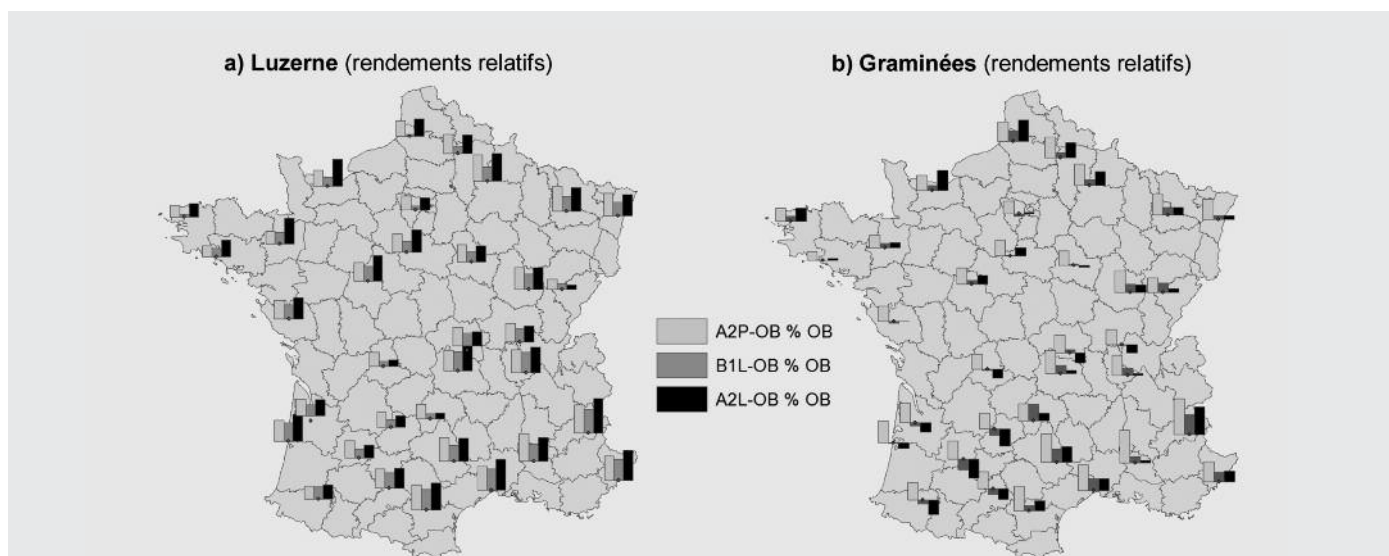 a) Luzerne (rendements relatifs)
b) Graminées (rendements relatifs)
A2P-OB % OB
B1L-OB % OB
A2L-OB % OB